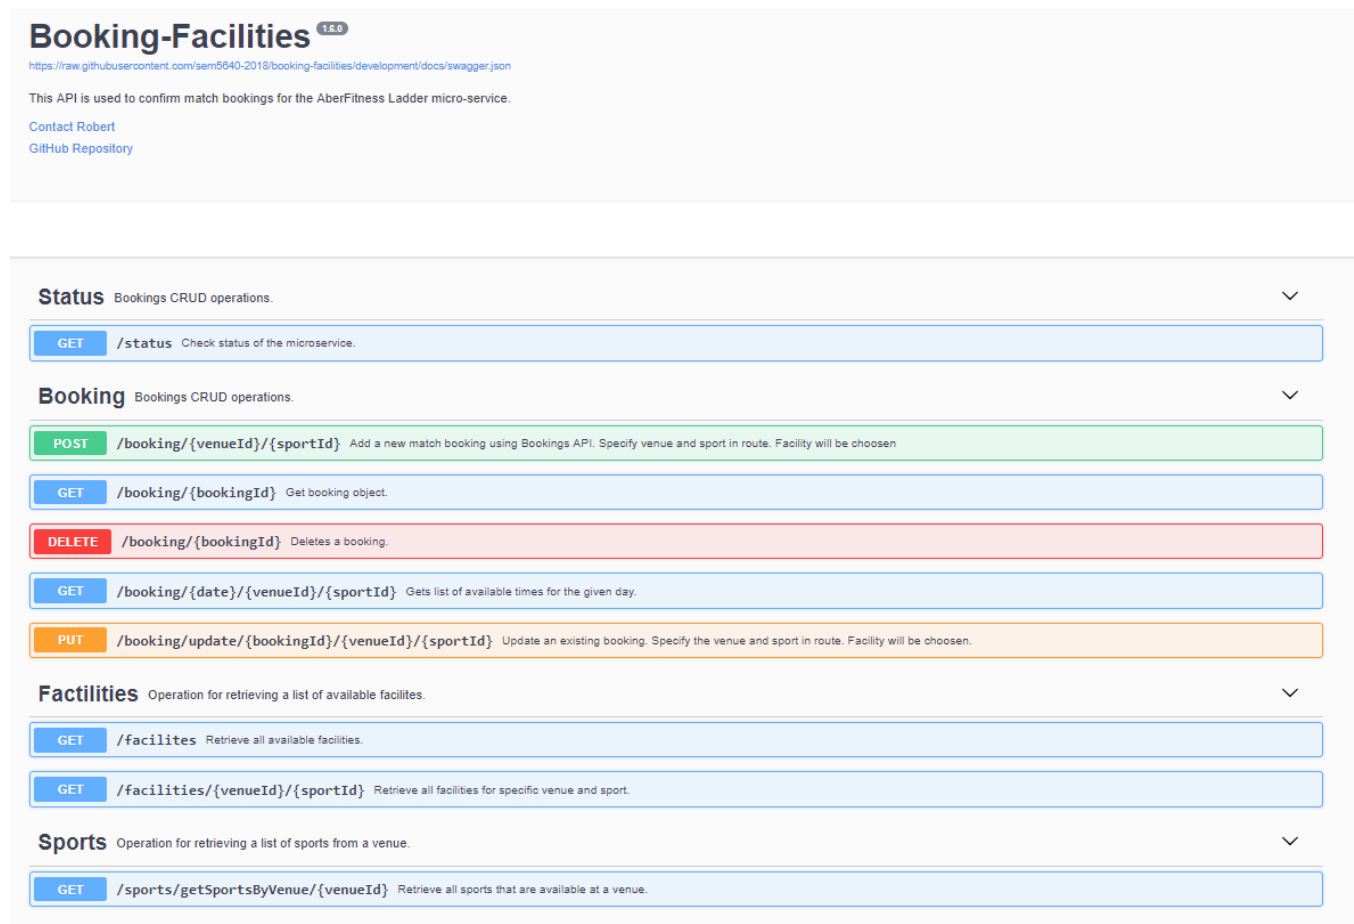 Booking-Facilities 1.6.0
https://raw.githubusercontent.com/sem5640-2018/booking-facilities/development/docs/swagger.json
This API is used to confirm match bookings for the AberFitness Ladder micro-service.
Contact Robert
GitHub Repository
Status Bookings CRUD operations.
GET /status Check status of the microservice.
Booking Bookings CRUD operations.
POST /booking/{venueId}/{sportId} Add a new match booking using Bookings API. Specify venue and sport in route. Facility will be choosen
GET /booking/{bookingId} Get booking object.
DELETE /booking/{bookingId} Deletes a booking.
GET /booking/{date}/{venueId}/{sportId} Gets list of available times for the given day.
PUT /booking/update/{bookingId}/{venueId}/{sportId} Update an existing booking. Specify the venue and sport in route. Facility will be choosen.
Factilities Operation for retrieving a list of available facilites.
GET /facilites Retrieve all available facilities.
GET /facilities/{venueId}/{sportId} Retrieve all facilities for specific venue and sport.
Sports Operation for retrieving a list of sports from a venue.
GET /sports/getSportsByVenue/{venueId} Retrieve all sports that are available at a venue.